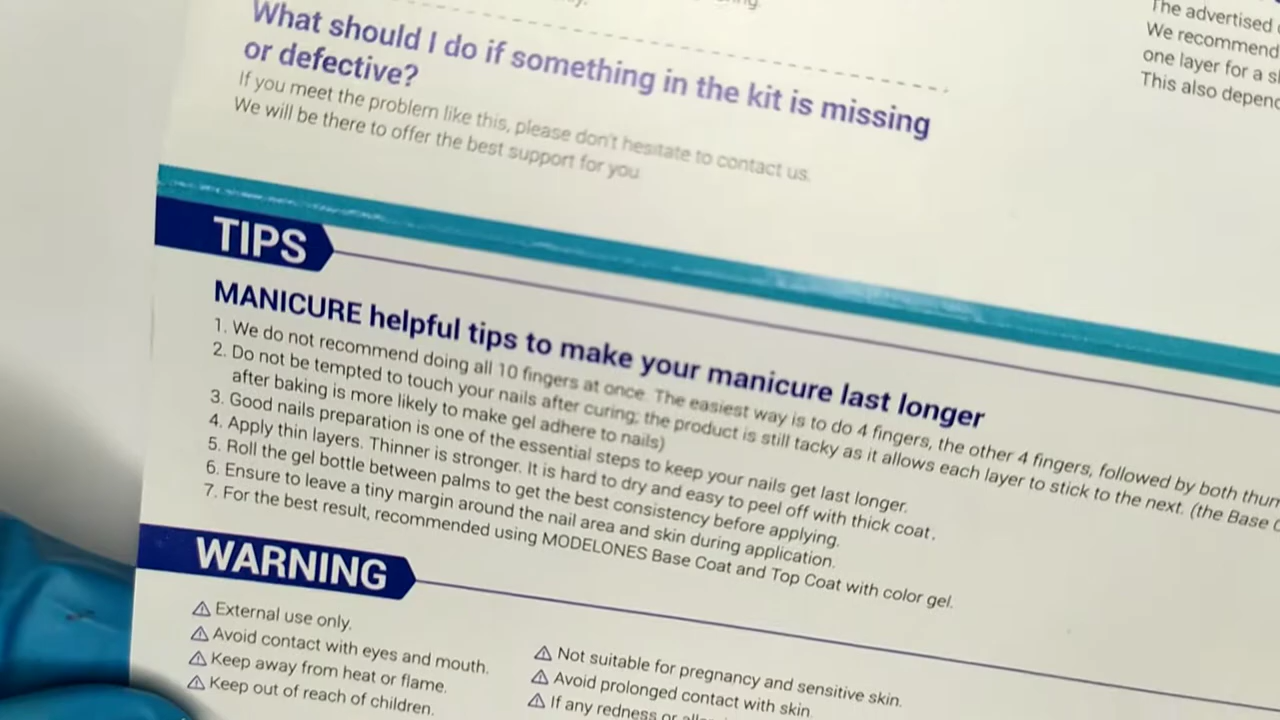 What should I do if something in the kit is missing
or defective?
If you meet the problem like this, please don't hesitate to contact us.
We will be there to offer the best support for you
The advertised
We recommend
one layer for a
This also
TIPS
MANICURE helpful tips to make your manicure last longer
1. We do not recommend doing all 10 fingers at once. The easiest way is to do 4 fingers, the other 4 fingers, followed by both
2. Do not be tempted to touch your nails after curing; the product is still tacky as it allows each layer to stick to the next. (the Base
after baking is more likely to make gel adhere to nails)
3. Good nails preparation is one of the essential steps to keep your nails get last longer.
4. Apply thin layers. Thinner is stronger. It is hard to dry and easy to peel off with thick coat.
5. Roll the gel bottle between palms to get the best consistency before applying.
6. Ensure to leave a tiny margin around the nail area and skin during application.
7. For the best result, recommended using MODELONES Base Coat and Top Coat with color gel.
WARNING
External use only.
Avoid contact with eyes and mouth.
Keep away from heat or flame.
Keep out of reach of children.
Not suitable for pregnancy and sensitive skin.
Avoid prolonged contact with skin
If any redness or